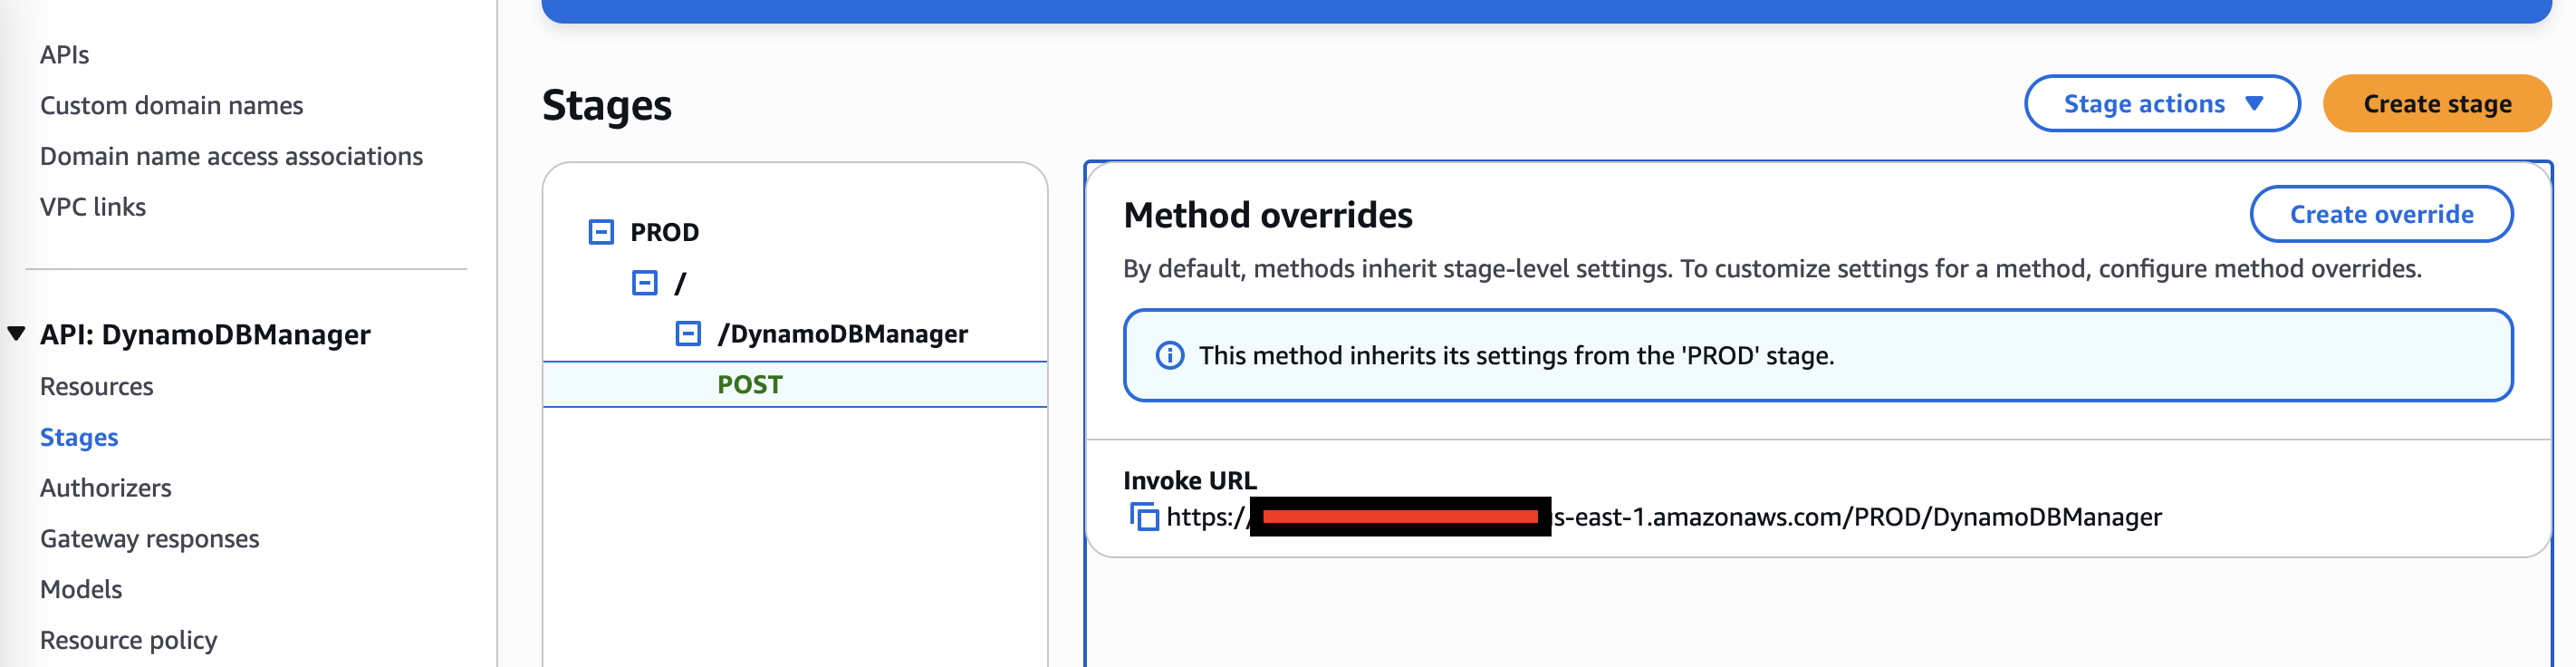 APIs
Custom domain names
Domain name access associations
VPC links
API: DynamoDBManager
Resources
Stages
Authorizers
Gateway responses
Models
Resource policy
Stages
Stage actions
Create stage
PROD
/
/DynamoDBManager
POST
Method overrides
Create override
By default, methods inherit stage-level settings. To customize settings for a method, configure method overrides.
This method inherits its settings from the 'PROD' stage.
Invoke URL
https:// s-east-1.amazonaws.com/PROD/DynamoDBManager